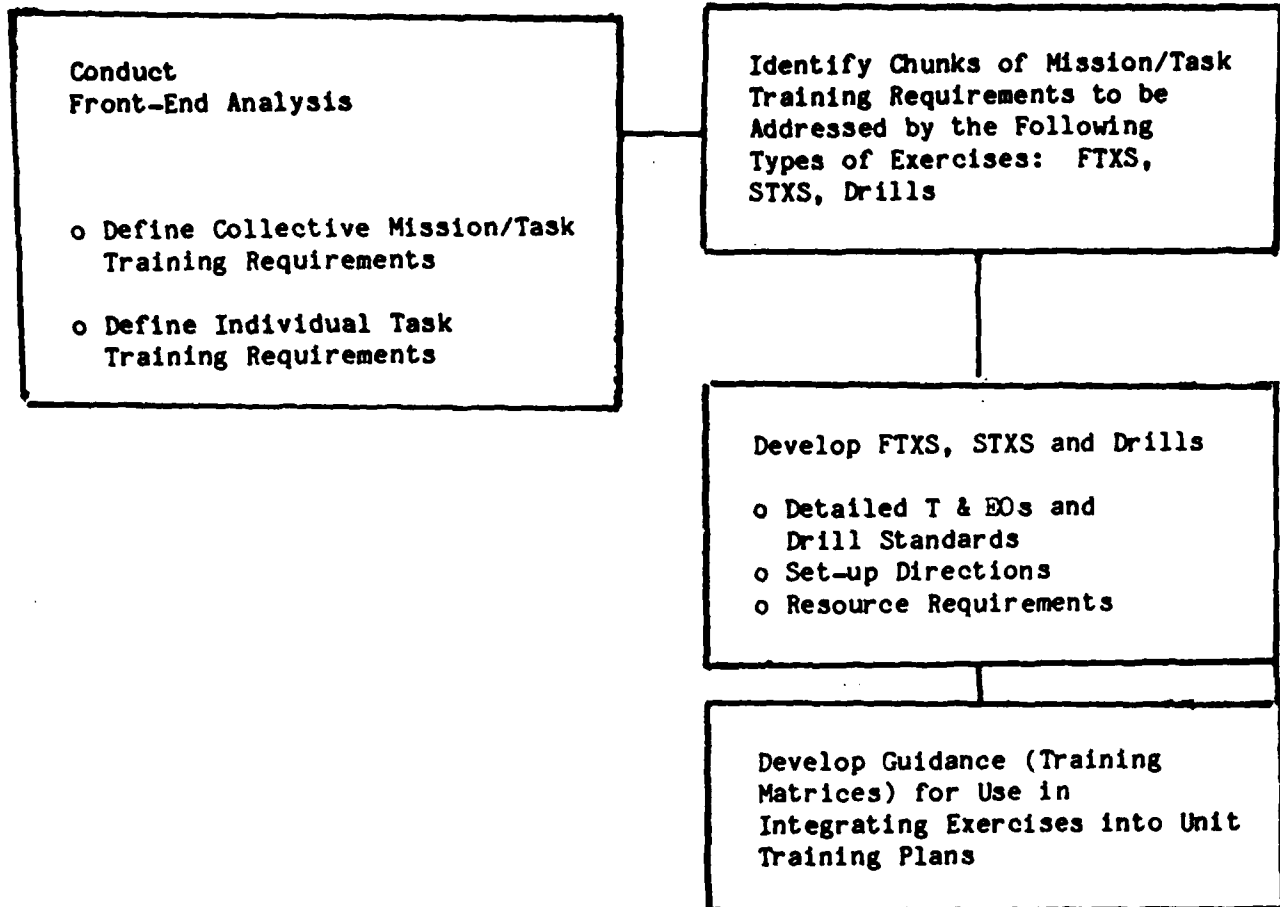 Conduct
Front-End Analysis
o Define Collective Mission/Task
Training Requirements
o Define Individual Task
Training Requirements
Identify Chunks of Mission/Task
Training Requirements to be
Addressed by the Following
Types of Exercises: FTXS,
STXS, Drills
Develop FTXS, STXS and Drills
o Detailed T & EOs and
Drill Standards
o Set-up Directions
o Resource Requirements
Develop Guidance (Training
Matrices) for Use in
Integrating Exercises into Unit
Training Plans